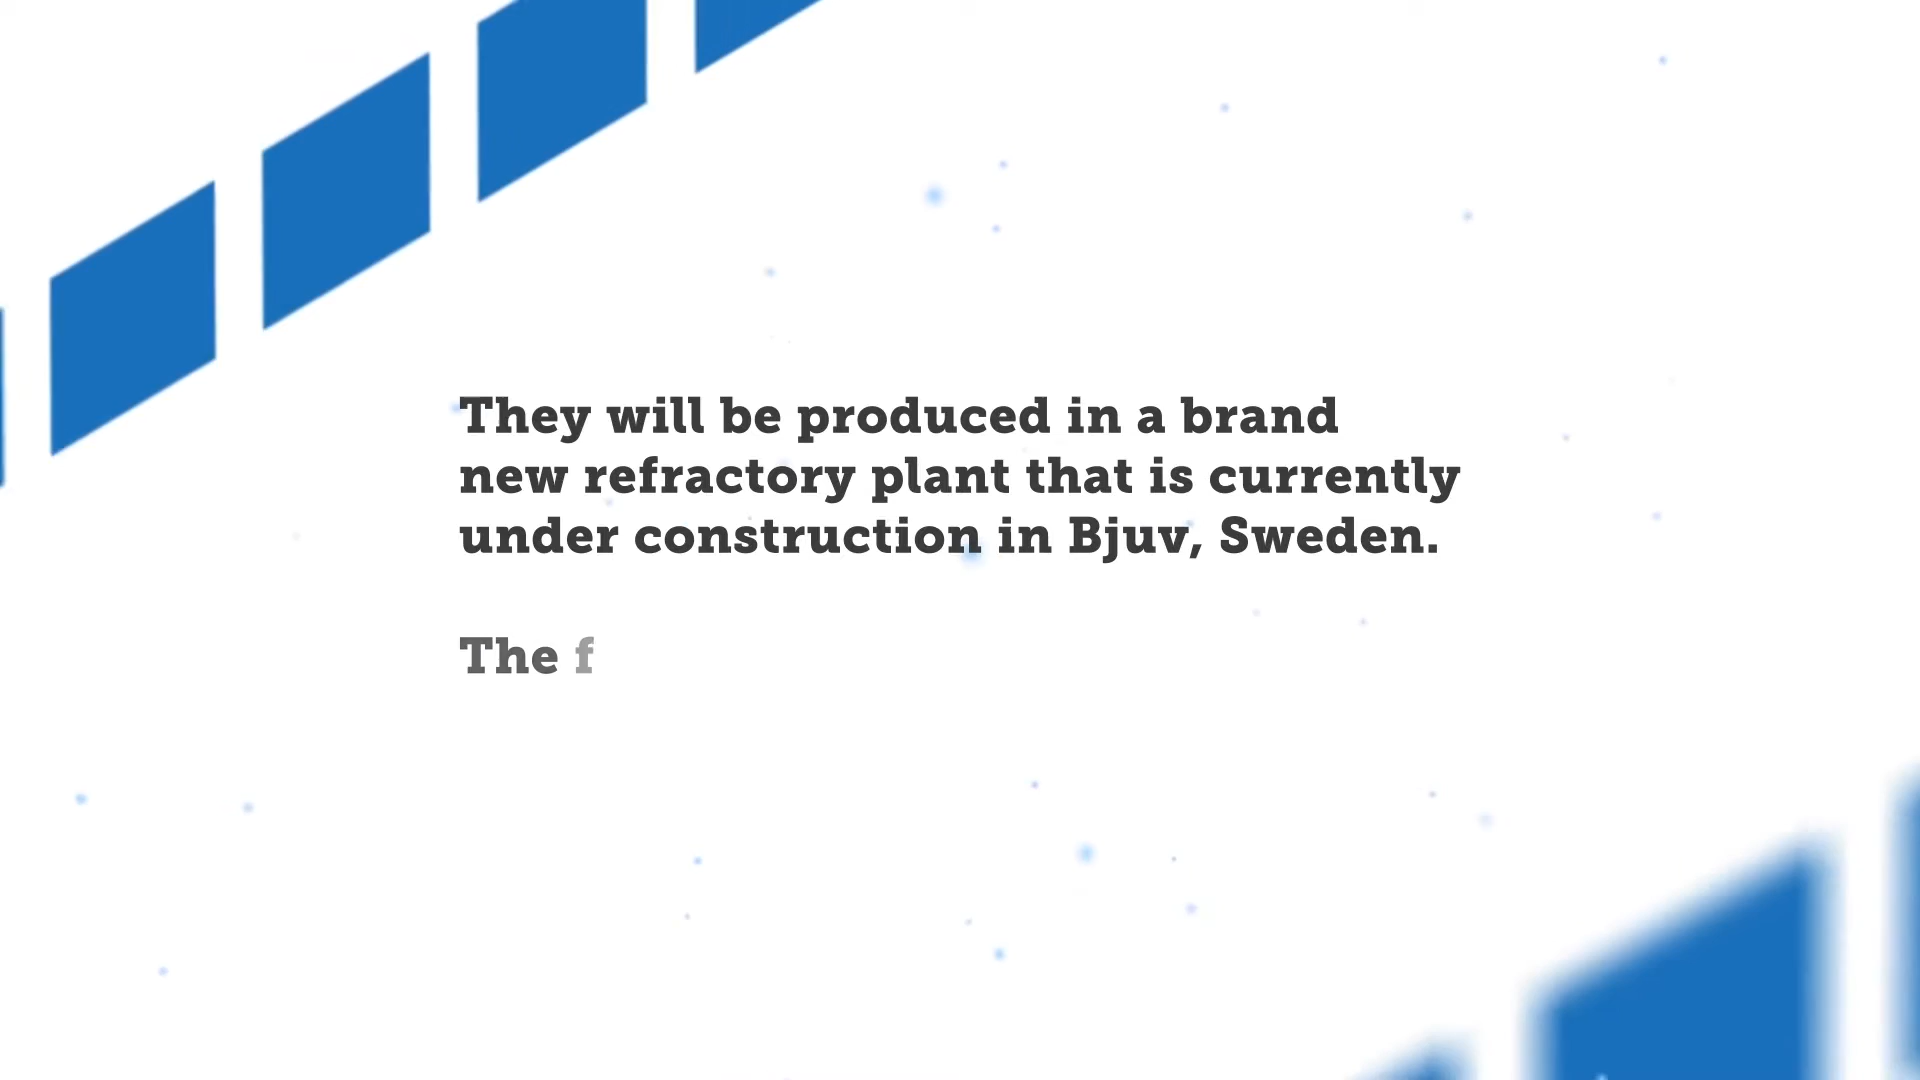 They will be produced in a brand
new refractory plant that is currently
under construction in Bjuv, Sweden.
The f